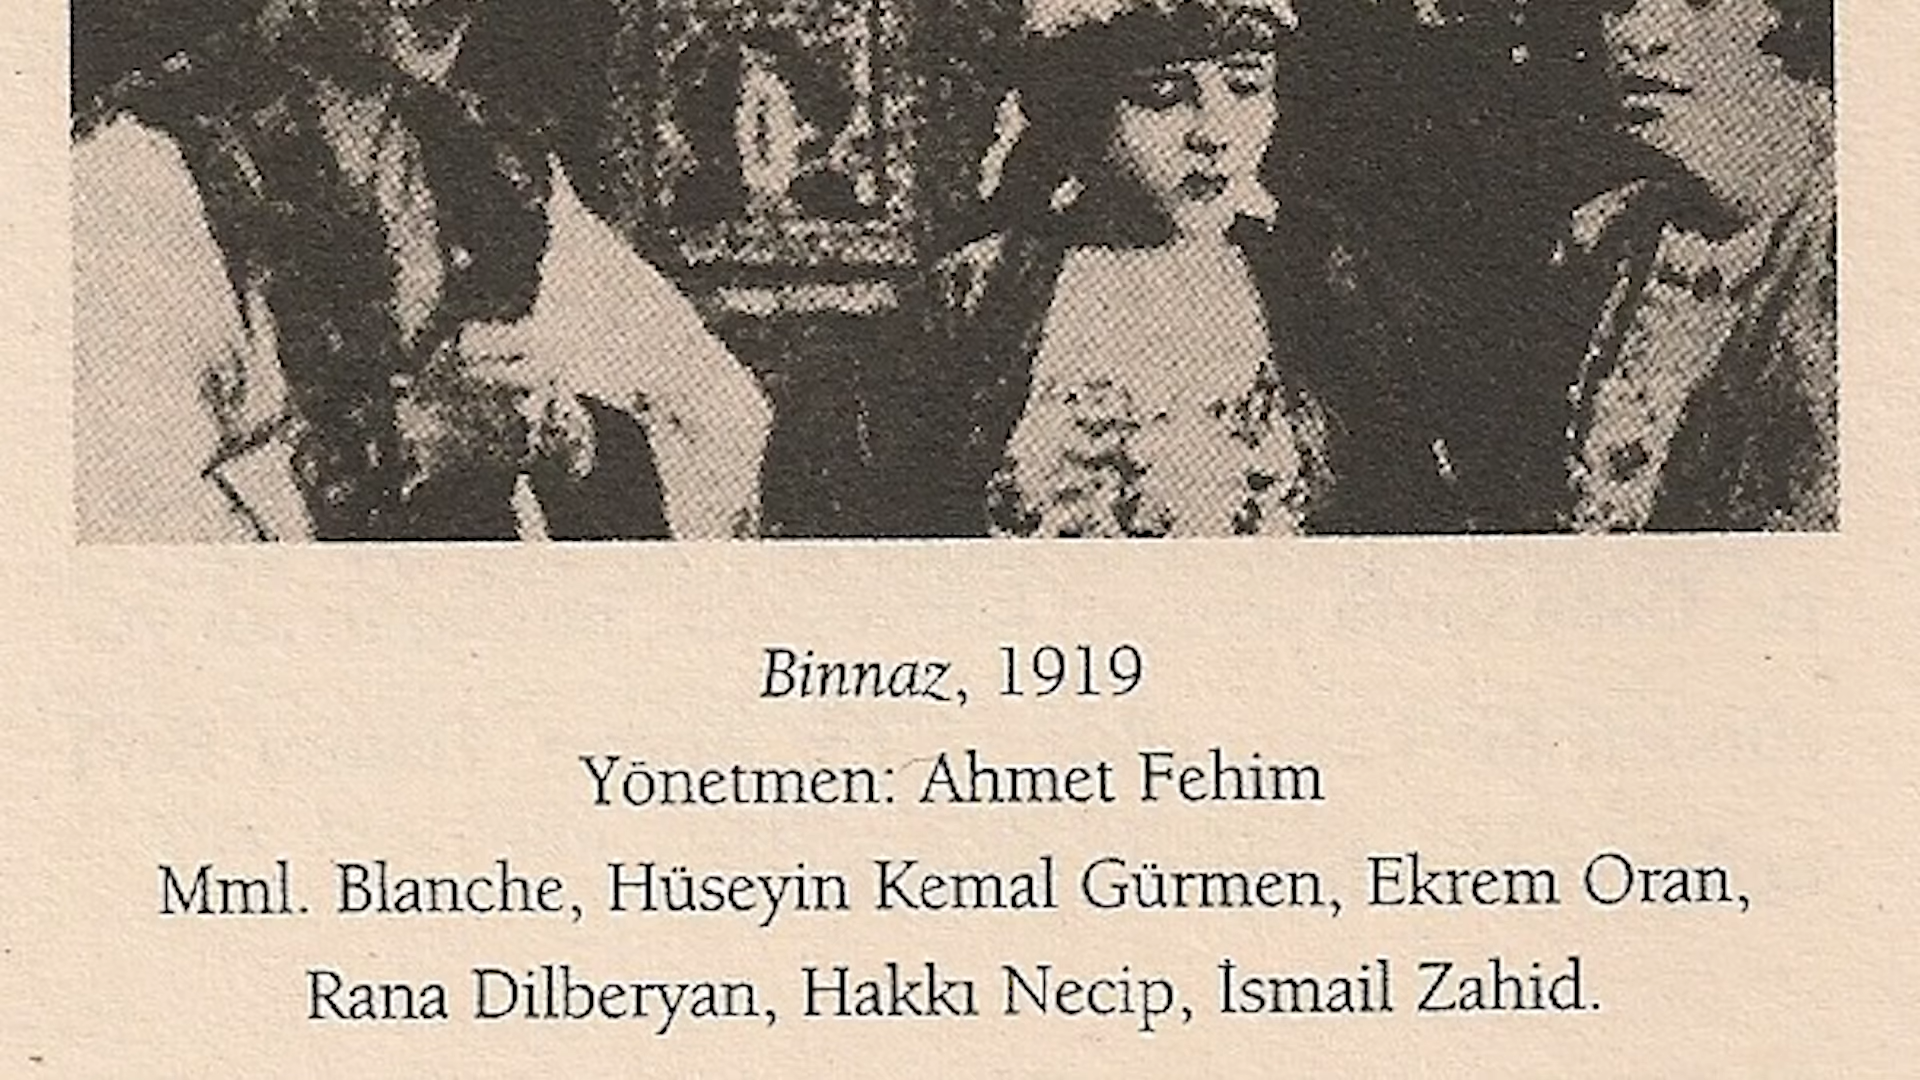 Binnaz, 1919
Yönetmen: Ahmet Fehim
Mml. Blanche, Hüseyin Kemal Gürmen, Ekrem Oran,
Rana Dilberyan, Hakkı Necip, İsmail Zahid.